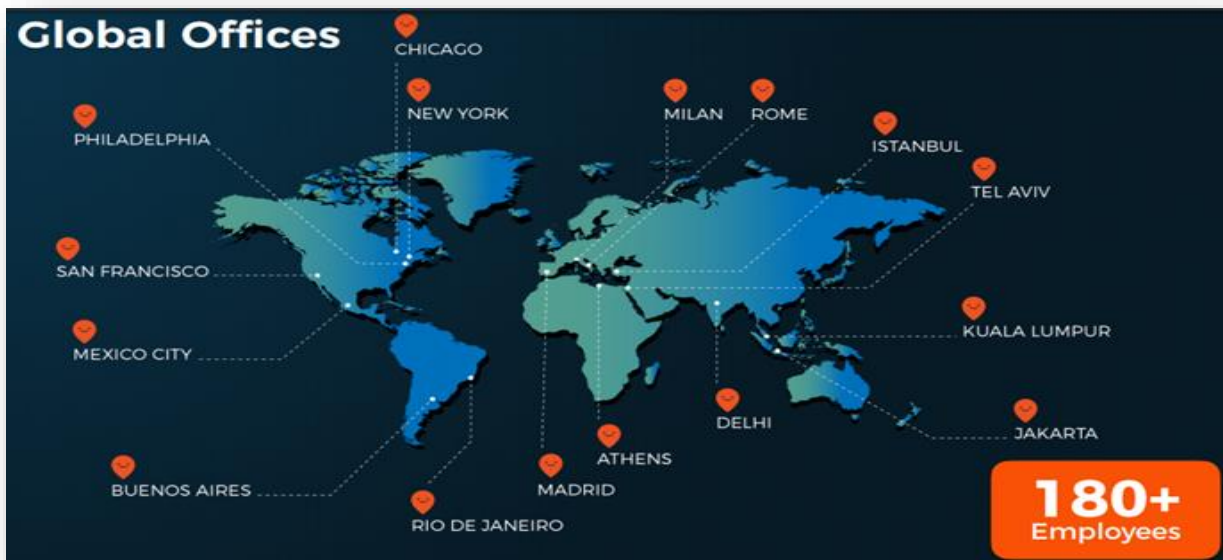 Global Offices
CHICAGO
NEW YORK
MILAN
ROME
PHILADELPHIA
ISTANBUL
TEL AVIV
SAN FRANCISCO
KUALA LUMPUR
MEXICO CITY
DELHI
JAKARTA
ATHENS
BUENOS AIRES
MADRID
RIO DE JANEIRO
180+
Employees